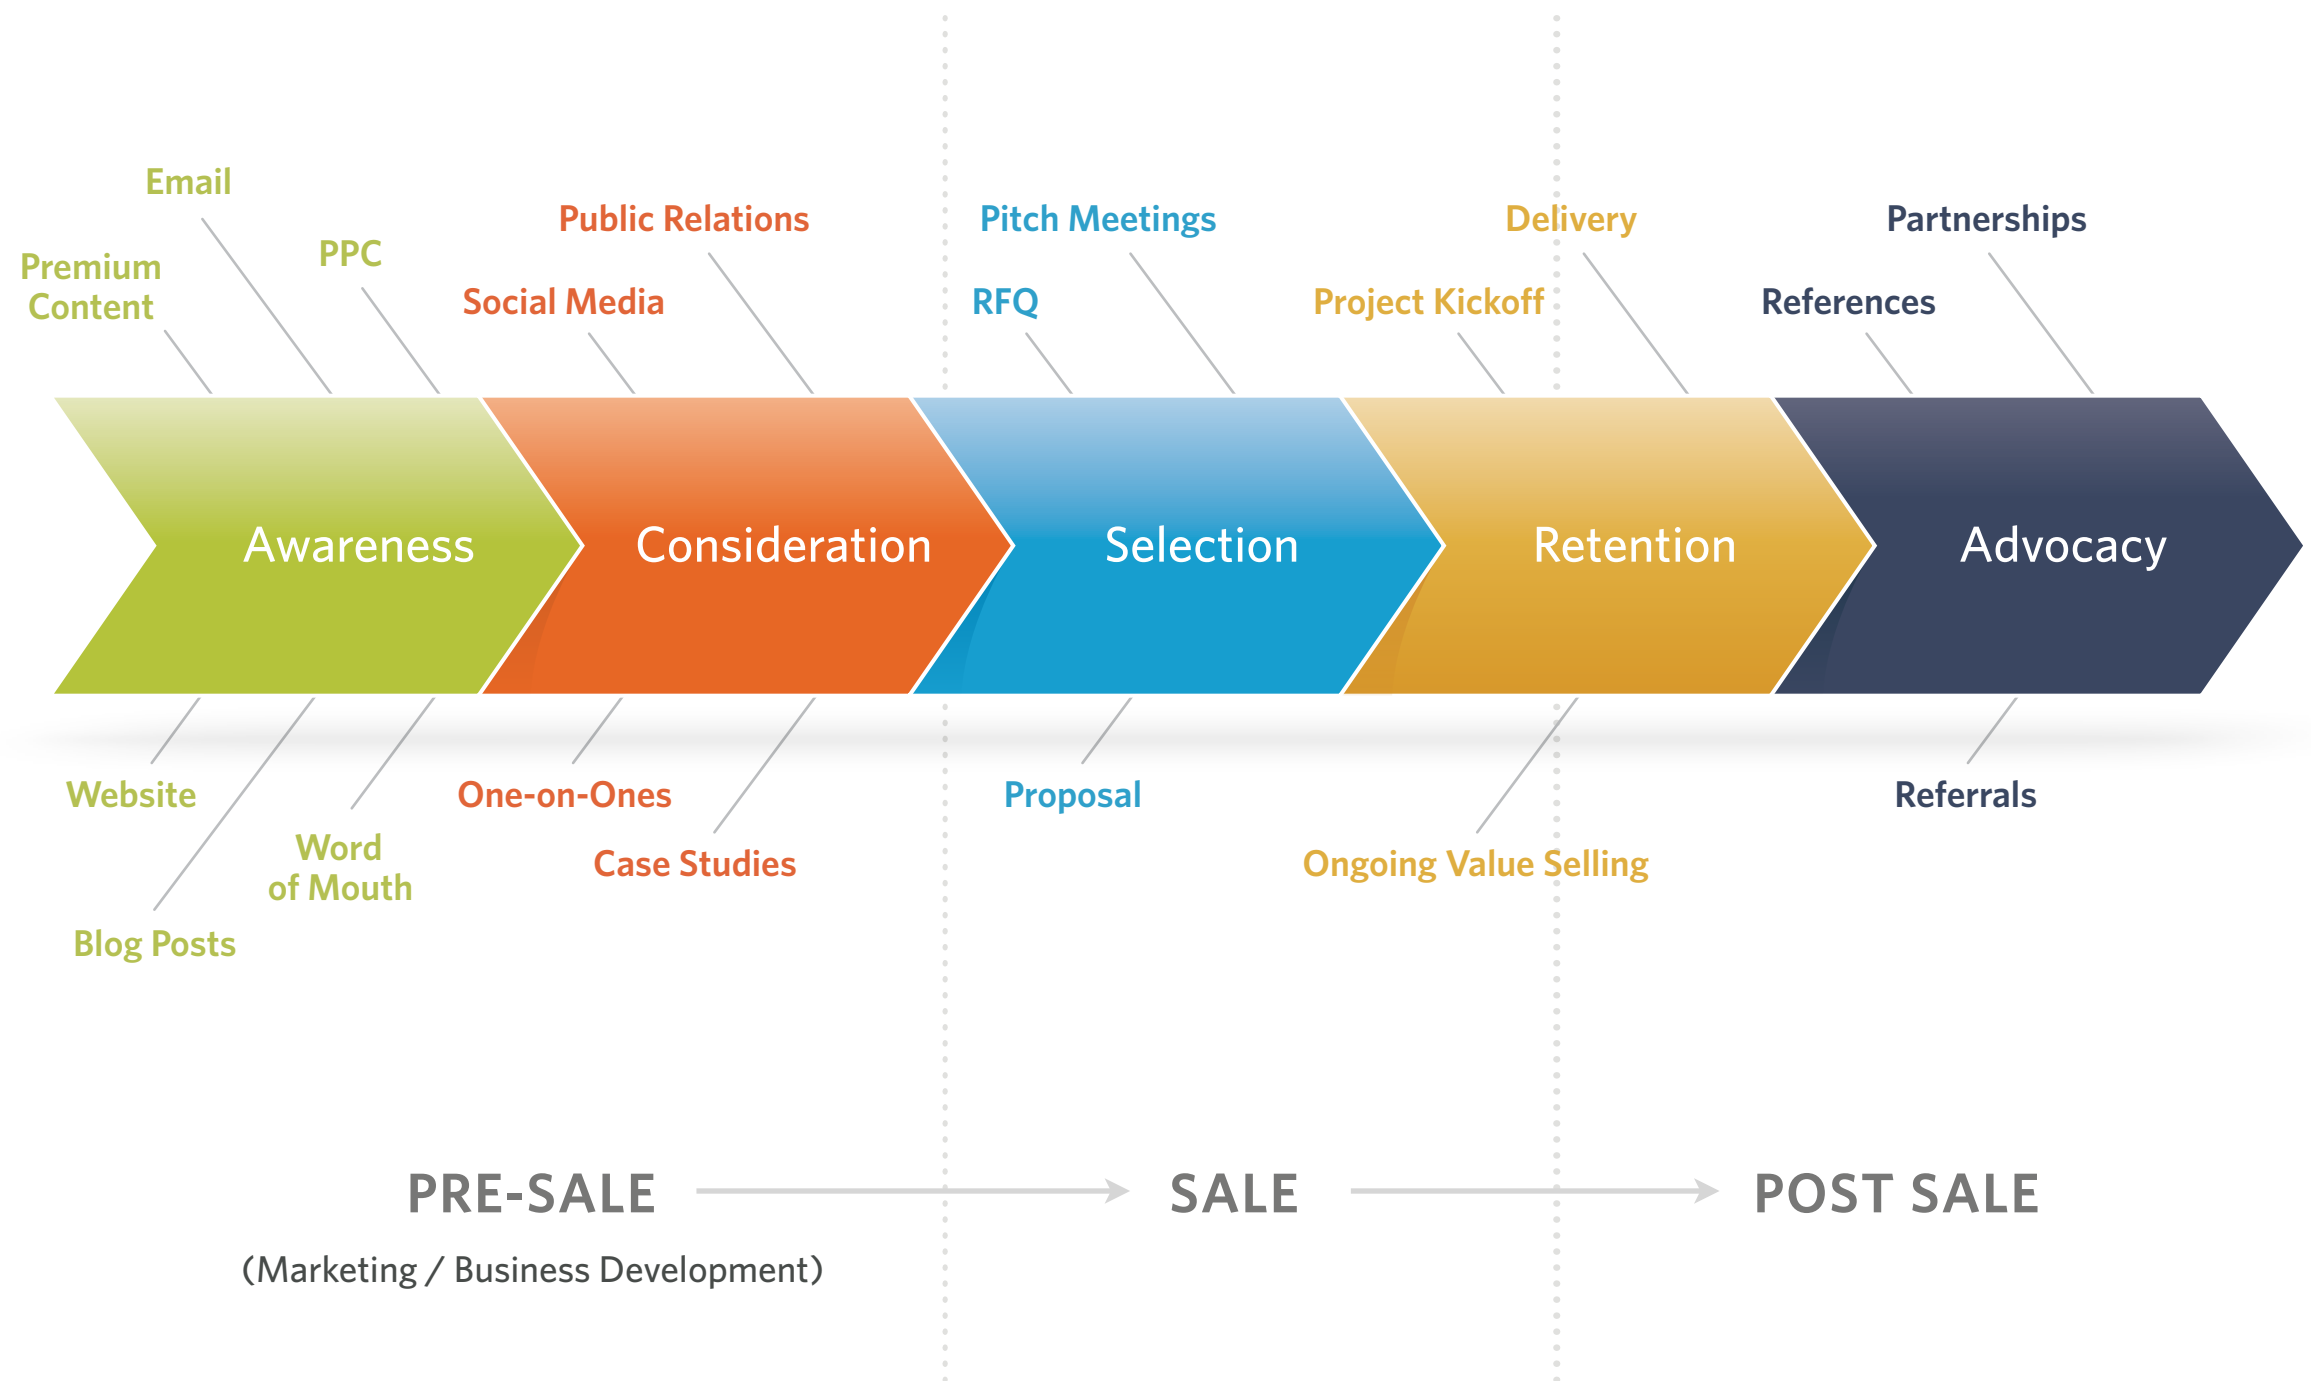 Email
Premium
Content
PPC
Public Relations
Social Media
Pitch Meetings
RFQ
Delivery
Project Kickoff
Partnerships
References
Awareness
Consideration
Selection
Retention
Advocacy
Website
Word
of Mouth
Blog Posts
One-on-Ones
Case Studies
Proposal
Ongoing Value Selling
Referrals
PRE-SALE
SALE
POST SALE
(Marketing / Business Development)